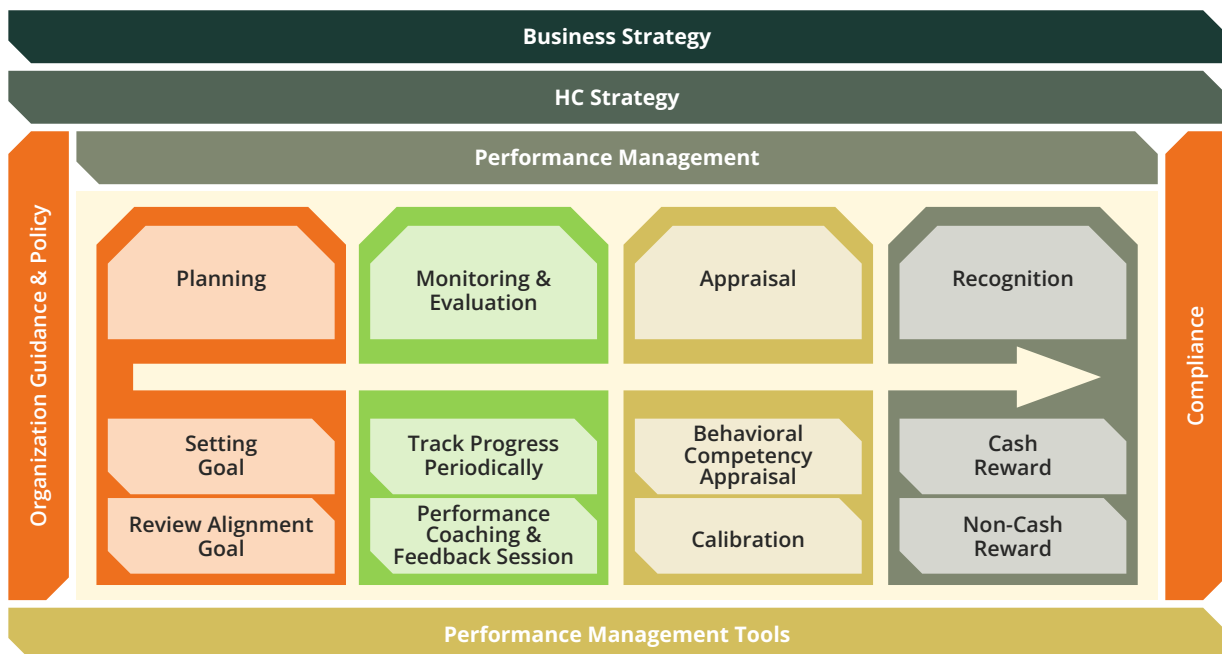 Business Strategy
HC Strategy
Organization Guidance & Policy
Performance Management
Planning
Monitoring &
Evaluation
Appraisal
Recognition
Setting
Goal
Track Progress
Periodically
Behavioral
Competency
Appraisal
Cash
Reward
Review Alignment
Goal
Performance
Coaching &
Feedback Session
Calibration
Non-Cash
Reward
Compliance
Performance Management Tools